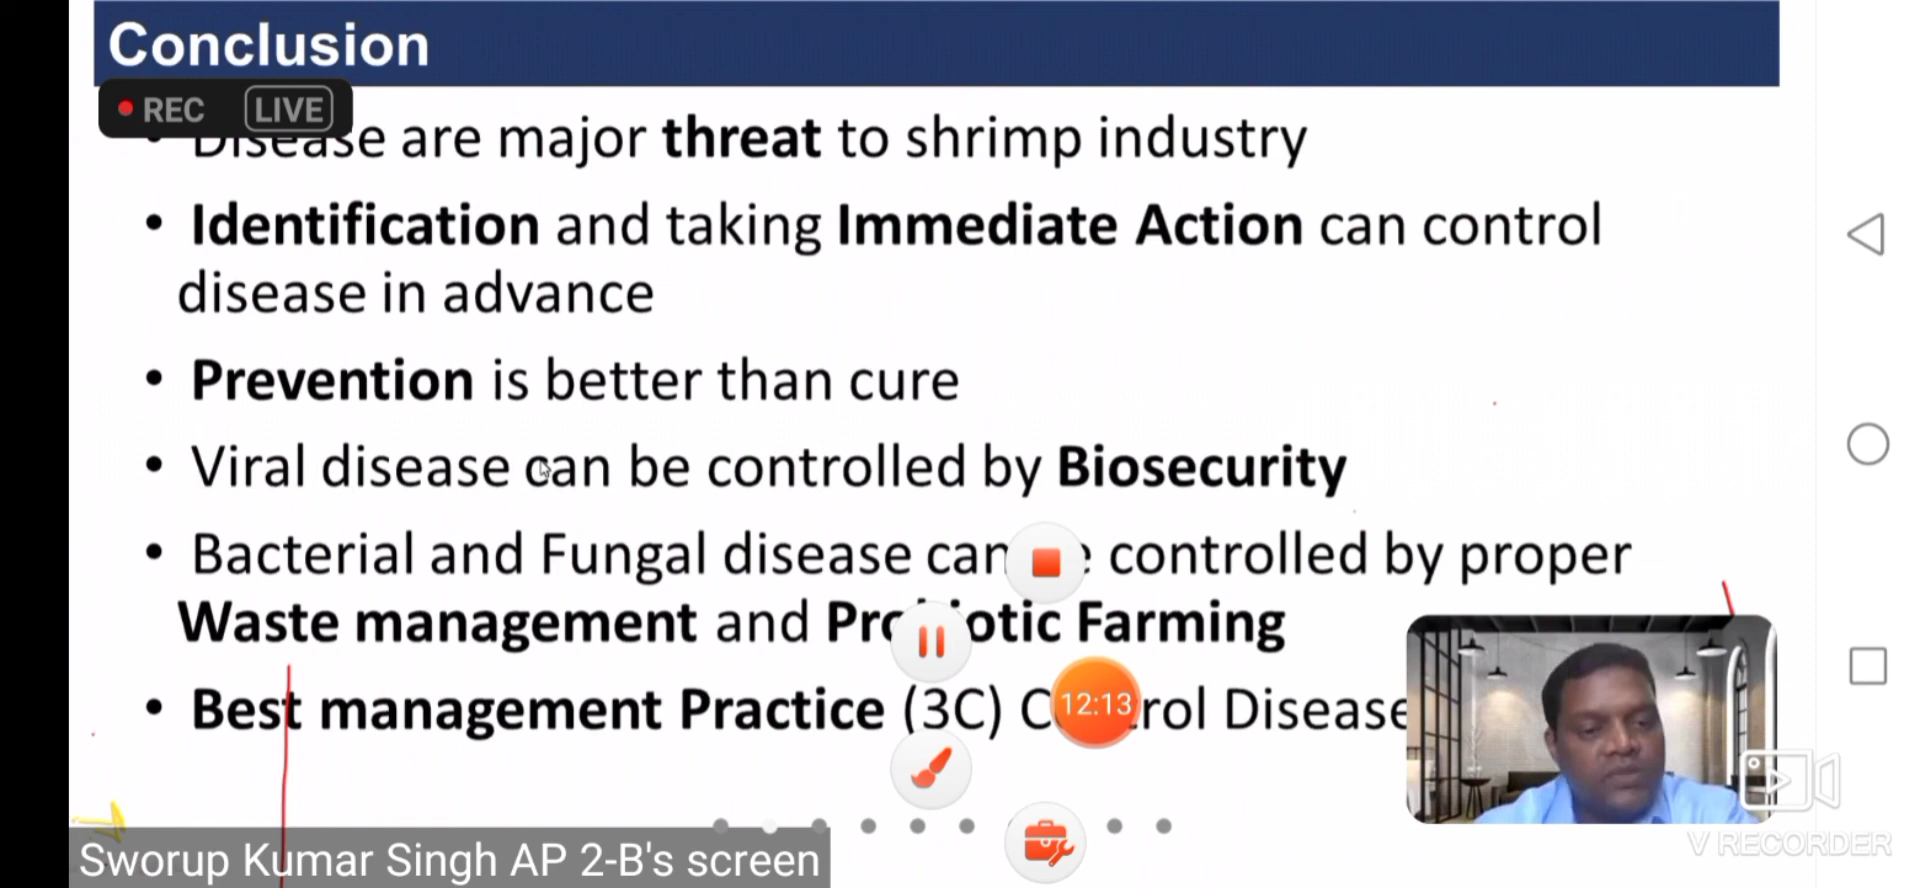 Conclusion
REC LIVE
Disease are major threat to shrimp industry
• Identification and taking Immediate Action can control
disease in advance
• Prevention is better than cure
• Viral disease can be controlled by Biosecurity
• Bacterial and Fungal disease can controlled by proper
Waste management and Probiotic Farming
• Best management Practice (3C) Control Disease
12:13
Sworup Kumar Singh AP 2-B's screen
V RECORDER